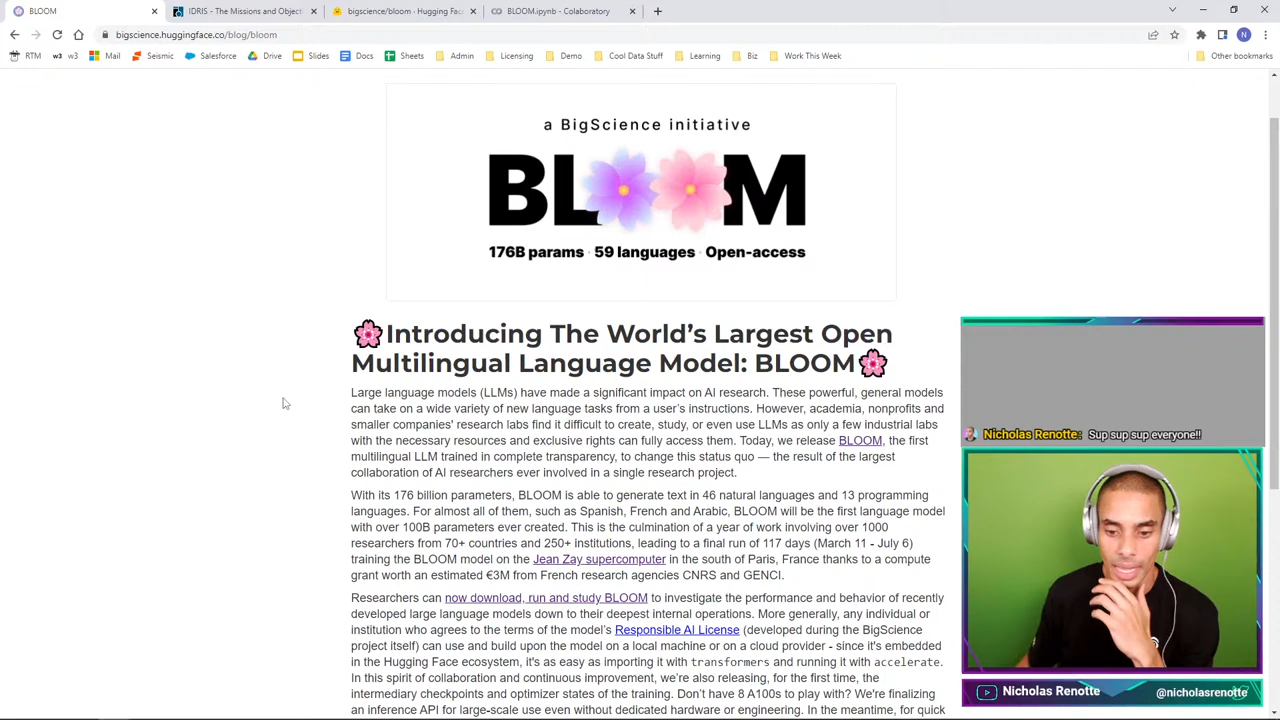 BLOOM
IDRIS - The Missions and Objecti
bigscience/bloom - Hugging Fac
BLOOM.ipynb - Colaboratory
bigscience.huggingface.co/blog/bloom
N
RTM
w3
Mail
Seismic
Salesforce
Drive
Slides
Docs
Sheets
Admin
Licensing
Demo
Cool Data Stuff
Learning
Biz
Work This Week
Other bookmarks
a BigScience initiative
BLOOM
176B params · 59 languages · Open-access
🌸Introducing The World's Largest Open
Multilingual Language Model: BLOOM🌸
Large language models (LLMs) have made a significant impact on AI research. These powerful, general models
can take on a wide variety of new language tasks from a user's instructions. However, academia, nonprofits and
smaller companies' research labs find it difficult to create, study, or even use LLMs as only a few industrial labs
with the necessary resources and exclusive rights can fully access them. Today, we release BLOOM, the first
multilingual LLM trained in complete transparency, to change this status quo — the result of the largest
collaboration of AI researchers ever involved in a single research project.
With its 176 billion parameters, BLOOM is able to generate text in 46 natural languages and 13 programming
languages. For almost all of them, such as Spanish, French and Arabic, BLOOM will be the first language model
with over 100B parameters ever created. This is the culmination of a year of work involving over 1000
researchers from 70+ countries and 250+ institutions, leading to a final run of 117 days (March 11 - July 6)
training the BLOOM model on the Jean Zay supercomputer in the south of Paris, France thanks to a compute
grant worth an estimated €3M from French research agencies CNRS and GENCI.
Researchers can now download, run and study BLOOM to investigate the performance and behavior of recently
developed large language models down to their deepest internal operations. More generally, any individual or
institution who agrees to the terms of the model's Responsible AI License (developed during the BigScience
project itself) can use and build upon the model on a local machine or on a cloud provider - since it's embedded
in the Hugging Face ecosystem, it's as easy as importing it with transformers and running it with accelerate.
In this spirit of collaboration and continuous improvement, we're also releasing, for the first time, the
intermediary checkpoints and optimizer states of the training. Don't have 8 A100s to play with? We're finalizing
an inference API for large-scale use even without dedicated hardware or engineering. In the meantime, for quick
Nicholas Renotte: Sup sup sup everyone!!
Nicholas Renotte
@nicholasrenotte